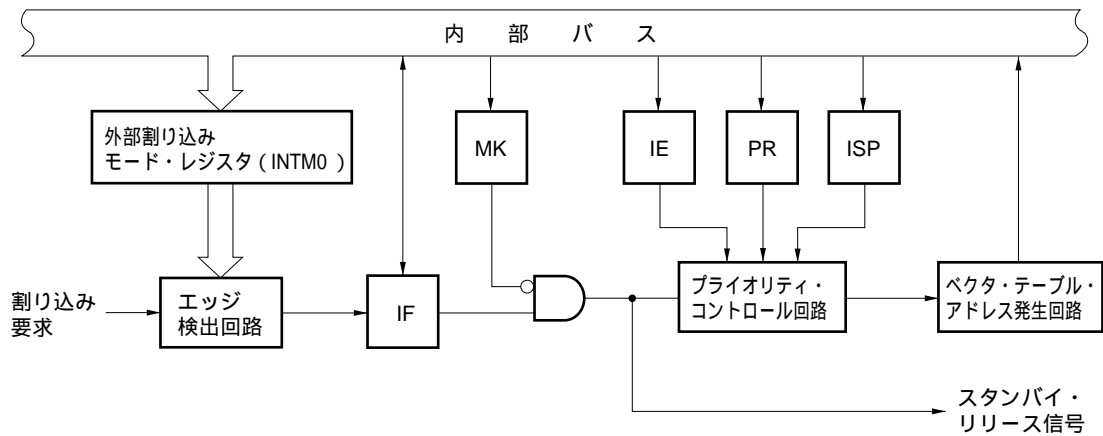 内 部 バ ス
外部割り込み
モード・レジスタ(INTM0 )
MK
IE
PR
ISP
割り込み
要求
エッジ
検出回路
IF
プライオリティ・
コントロール回路
ベクタ・テーブル・
アドレス発生回路
スタンバイ・
リリース信号